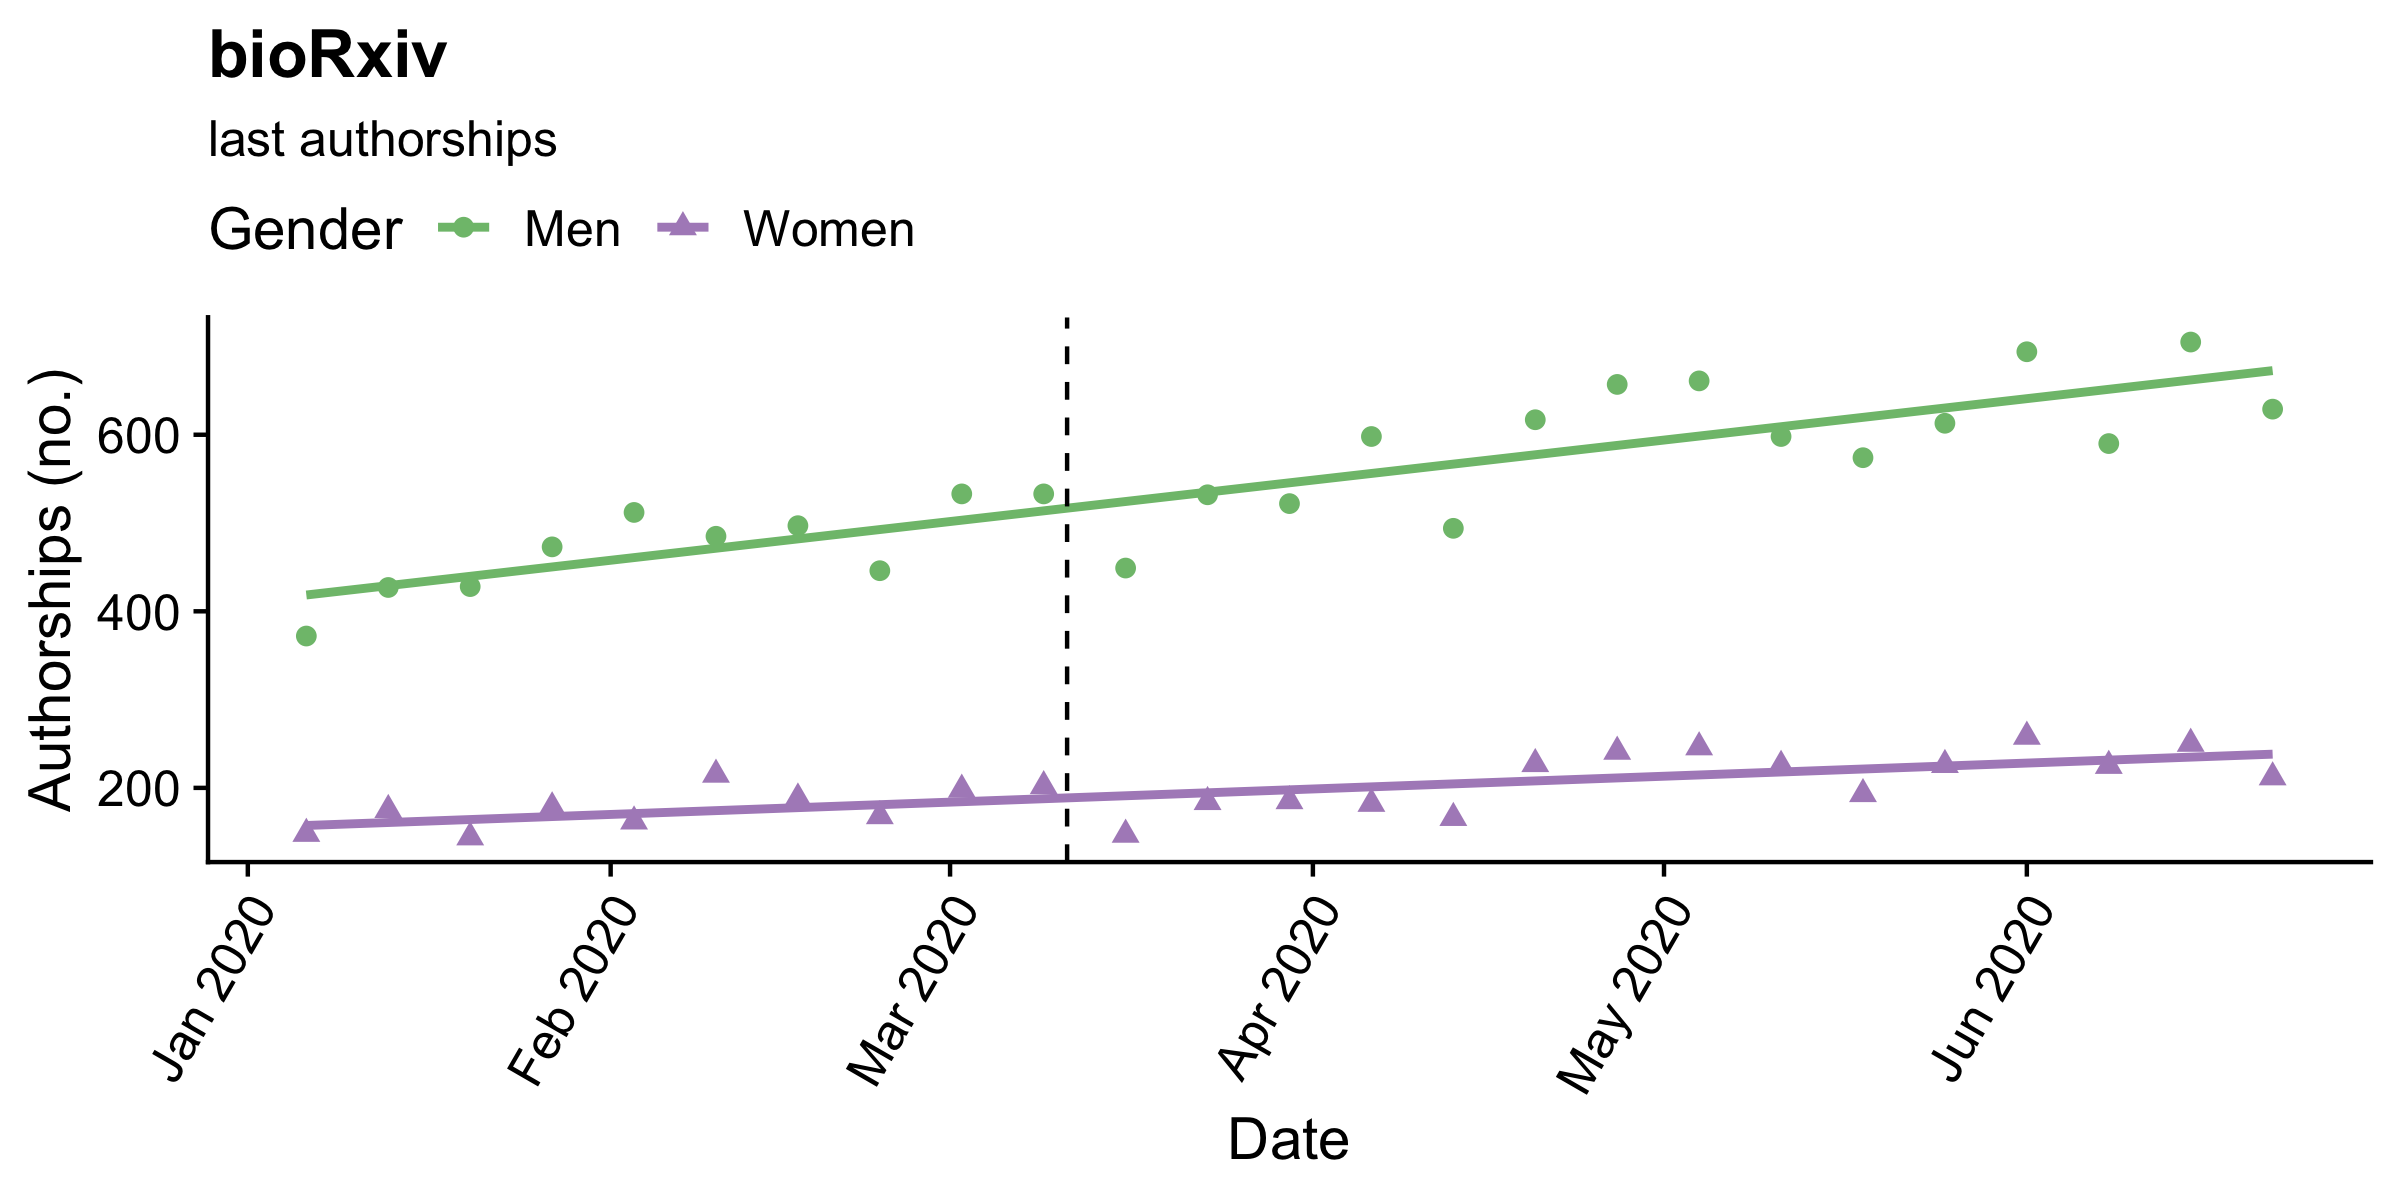 bioRxiv
last authorships
Gender Men Women
Authorships (no.)
600
400
200
Jan 2020
Feb 2020
Mar 2020
Apr 2020
May 2020
Jun 2020
Date